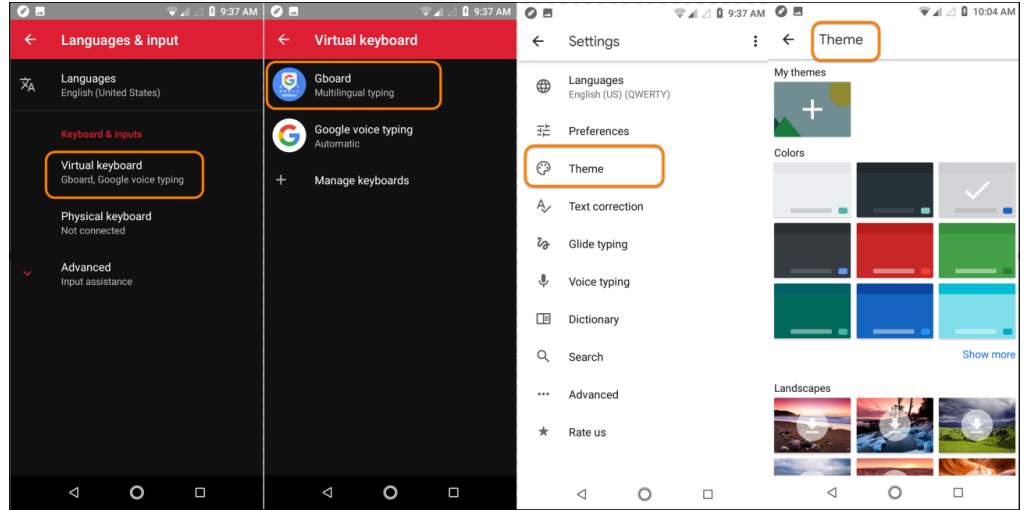 9:37 AM
Languages & input
Languages
English (United States)
Keyboard & inputs
Virtual keyboard
Gboard, Google voice typing
Physical keyboard
Not connected
Advanced
Input assistance
9:37 AM
Virtual keyboard
Gboard
Multilingual typing
Google voice typing
Automatic
Manage keyboards
9:37 AM
Settings
Languages
English (US) (QWERTY)
Preferences
Theme
Text correction
Glide typing
Voice typing
Dictionary
Search
Advanced
Rate us
10:04 AM
Theme
My themes
Colors
Show more
Landscapes